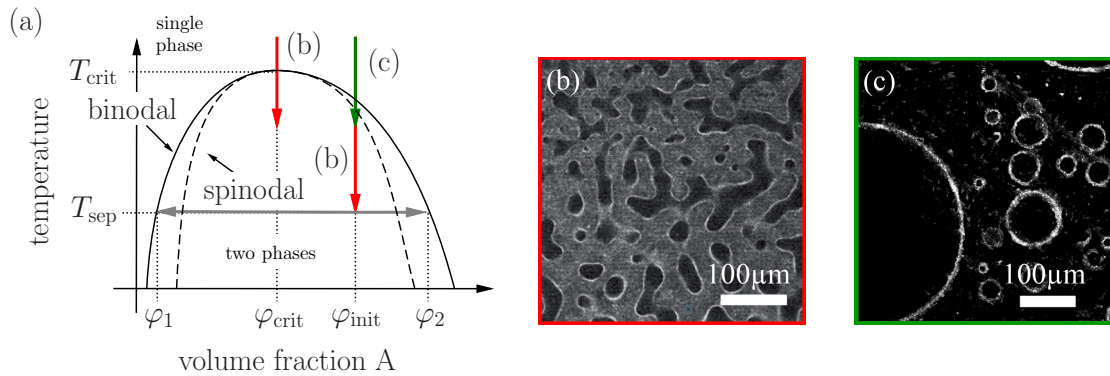 (a)
single
phase
(b)
(c)
T_crit
binodal
(b)
spinodal
temperature
T_sep
two phases
φ_1
φ_crit
φ_init
φ_2
volume fraction A
(b)
100µm
(c)
100µm